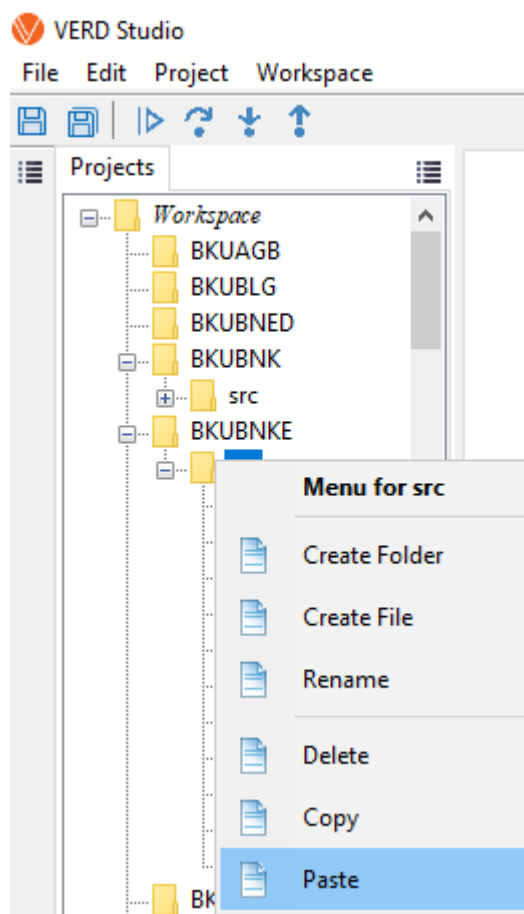 VERD Studio
File Edit Project Workspace
Projects
Workspace
BKUAGB
BKUBLG
BKUBNED
BKUBNK
src
BKUBNKE
Menu for src
Create Folder
Create File
Rename
Delete
Copy
Paste
BK